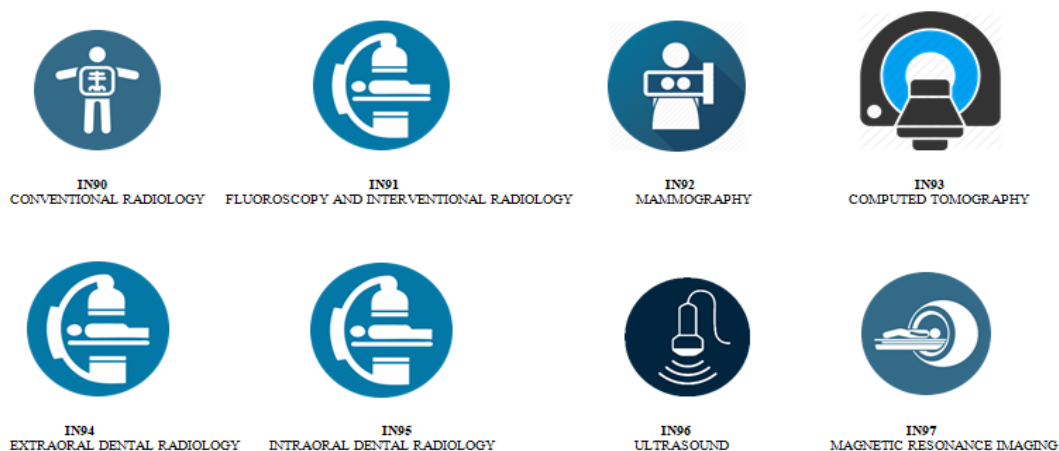 IN90
CONVENTIONAL RADIOLOGY
IN91
FLUOROSCOPY AND INTERVENTIONAL RADIOLOGY
IN92
MAMMOGRAPHY
IN93
COMPUTED TOMOGRAPHY
IN94
EXTRAORAL DENTAL RADIOLOGY
IN95
INTRAORAL DENTAL RADIOLOGY
IN96
ULTRASOUND
IN97
MAGNETIC RESONANCE IMAGING